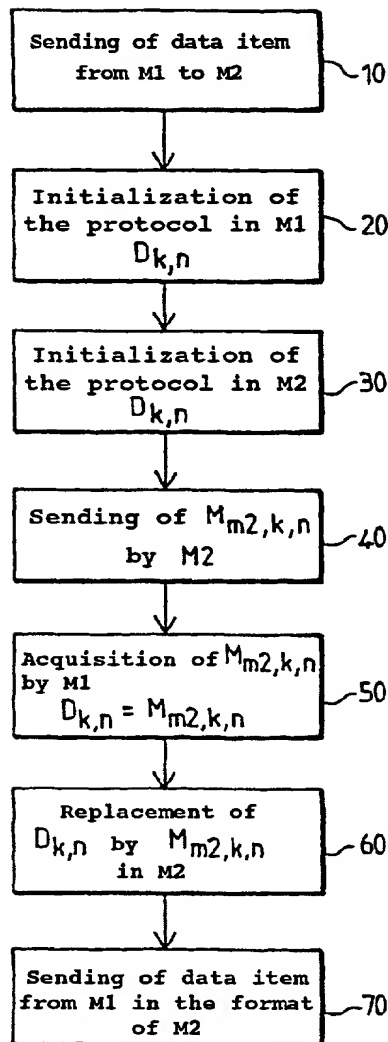 Sending of data item
from M1 to M2
10
Initialization of
the protocol in M1
Dk,n
20
Initialization of
the protocol in M2
Dk,n
30
Sending of Mm2,k,n
by M2
40
Acquisition of Mm2,k,n
by M1
Dk,n = Mm2,k,n
50
Replacement of
Dk,n by Mm2,k,n
in M2
60
Sending of data item
from M1 in the format
of M2
70